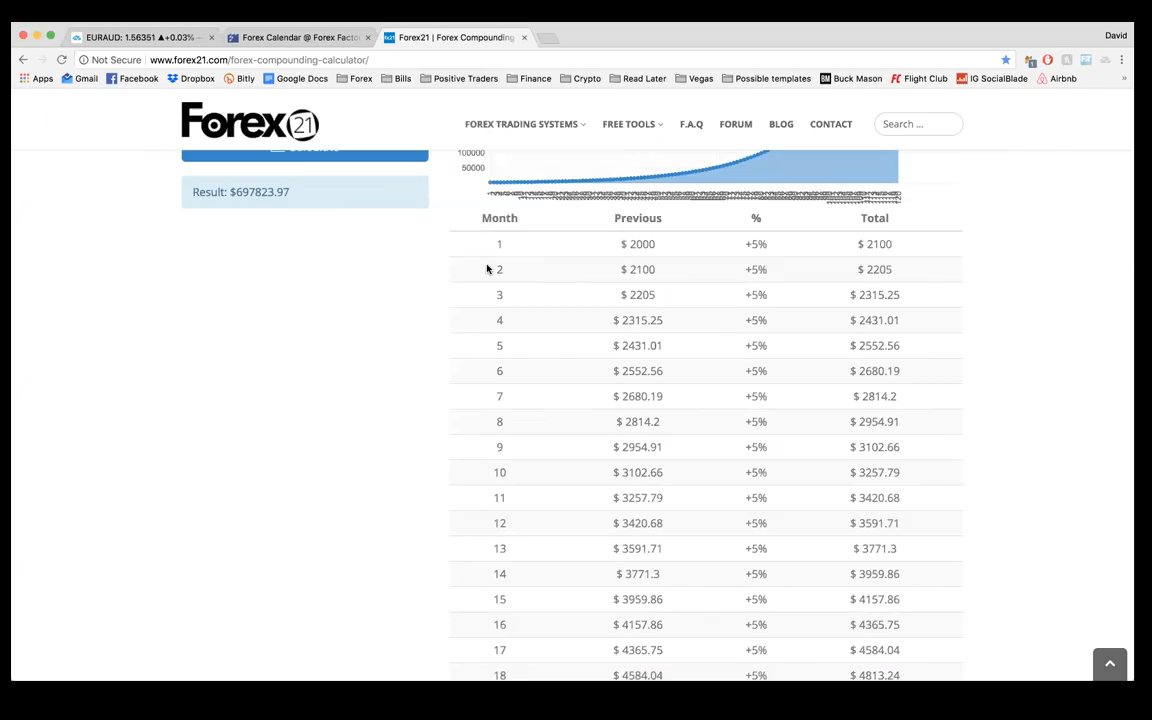 EURAUD: 1.56351 ▲+0.03% Forex Calendar @ Forex Facto Forex21 | Forex Compounding David
Not Secure www.forex21.com/forex-compounding-calculator/
Apps Gmail Facebook Dropbox Bitly Google Docs Forex Bills Positive Traders Finance Crypto Read Later Vegas Possible templates BM Buck Mason Flight Club IG SocialBlade Airbnb »
Forex 21 FOREX TRADING SYSTEMS FREE TOOLS F.A.Q FORUM BLOG CONTACT Search ...
100000
50000
Result: $697823.97
Month Previous % Total
1 $ 2000 +5% $ 2100
2 $ 2100 +5% $ 2205
3 $ 2205 +5% $ 2315.25
4 $ 2315.25 +5% $ 2431.01
5 $ 2431.01 +5% $ 2552.56
6 $ 2552.56 +5% $ 2680.19
7 $ 2680.19 +5% $ 2814.2
8 $ 2814.2 +5% $ 2954.91
9 $ 2954.91 +5% $ 3102.66
10 $ 3102.66 +5% $ 3257.79
11 $ 3257.79 +5% $ 3420.68
12 $ 3420.68 +5% $ 3591.71
13 $ 3591.71 +5% $ 3771.3
14 $ 3771.3 +5% $ 3959.86
15 $ 3959.86 +5% $ 4157.86
16 $ 4157.86 +5% $ 4365.75
17 $ 4365.75 +5% $ 4584.04
18 $ 4584.04 +5% $ 4813.24